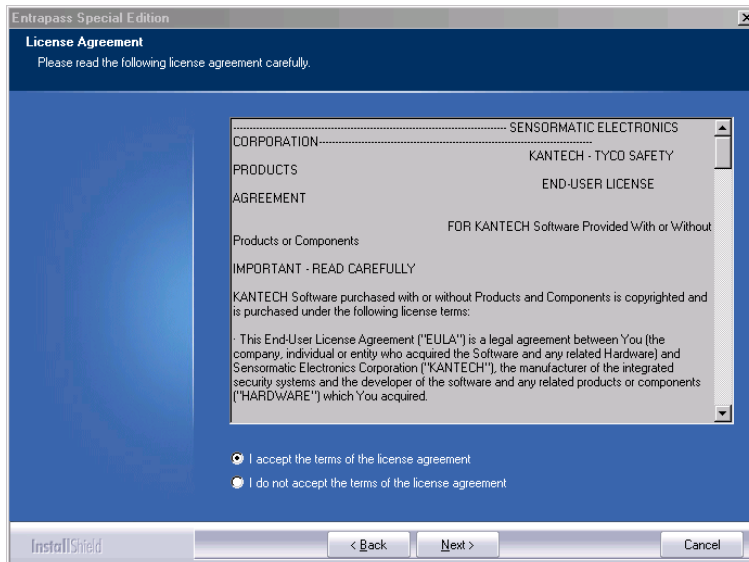 Entrapass Special Edition
License Agreement
Please read the following license agreement carefully.
------------------------------------------------------------------------------- SENSORMATIC ELECTRONICS
CORPORATION-------------------------------------------------------------------------------
KANTECH - TYCO SAFETY
PRODUCTS
END-USER LICENSE
AGREEMENT
FOR KANTECH Software Provided With or Without
Products or Components
IMPORTANT - READ CAREFULLY
KANTECH Software purchased with or without Products and Components is copyrighted and
is purchased under the following license terms:
· This End-User License Agreement ("EULA") is a legal agreement between You (the
company, individual or entity who acquired the Software and any related Hardware) and
Sensormatic Electronics Corporation ("KANTECH"), the manufacturer of the integrated
security systems and the developer of the software and any related products or components
("HARDWARE") which You acquired.
I accept the terms of the license agreement
I do not accept the terms of the license agreement
InstallShield
< Back
Next >
Cancel